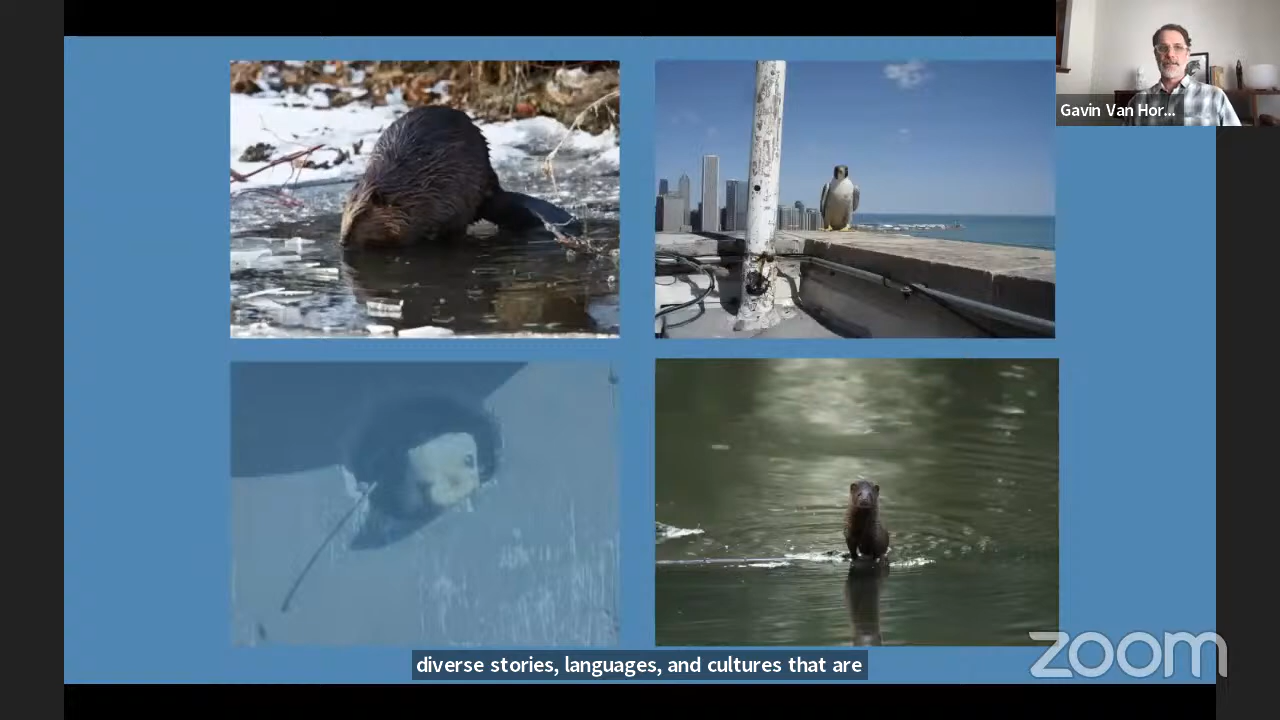 Gavin Van Hor...
diverse stories, languages, and cultures that are
zoom